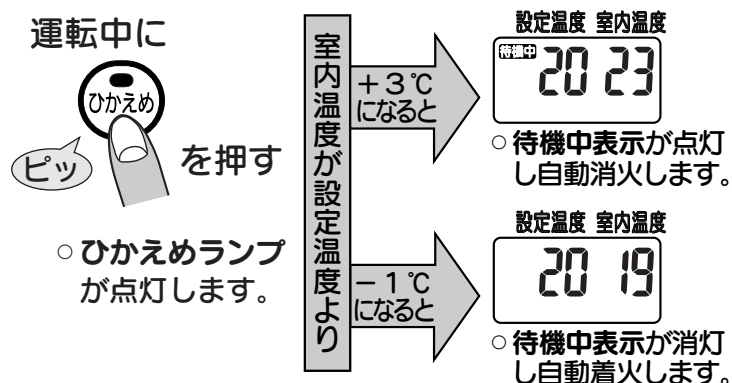 運転中に
ひかえめ
ピッ
を押す
○ひかえめランプ
が点灯します。
室内温度が設定温度より
+3℃
になると
設定温度 室内温度
待機中 20 23
○待機中表示が点灯
し自動消火します。
-1℃
になると
設定温度 室内温度
20 19
○待機中表示が消灯
し自動着火します。